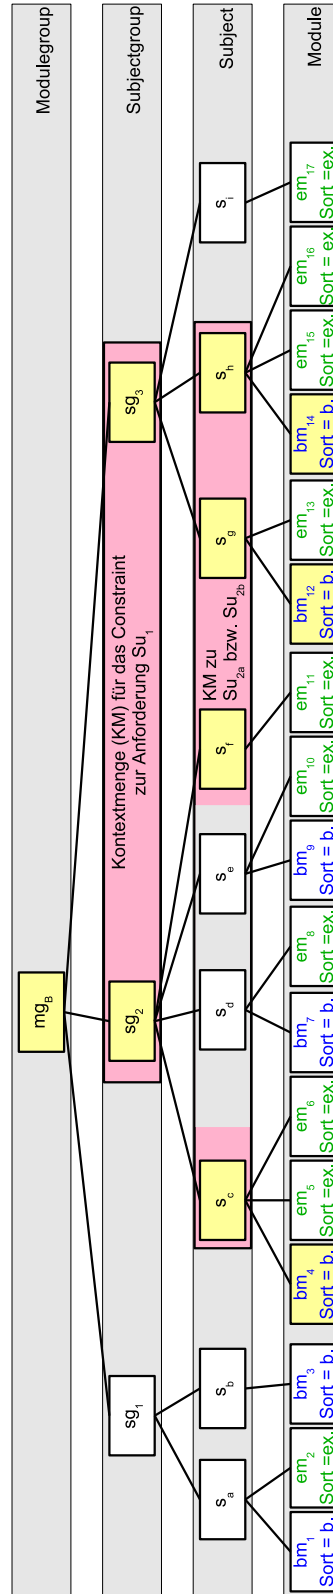 Modulegroup
mg_B
Subjectgroup
sg_1
sg_2
Kontextmenge (KM) für das Constraint
zur Anforderung Su_1
sg_3
Subject
s_a
s_b
s_c
s_d
s_e
s_f
KM zu
Su_2a bzw. Su_2b
s_g
s_h
s_i
Module
bm_1
Sort = b.
em_2
Sort =ex.
bm_3
Sort = b.
bm_4
Sort = b.
em_5
Sort =ex.
em_6
Sort =ex.
bm_7
Sort = b.
em_8
Sort =ex.
bm_9
Sort = b.
em_10
Sort =ex.
em_11
Sort =ex.
bm_12
Sort = b.
em_13
Sort =ex.
bm_14
Sort = b.
em_15
Sort =ex.
em_16
Sort = ex.
em_17
Sort =ex.